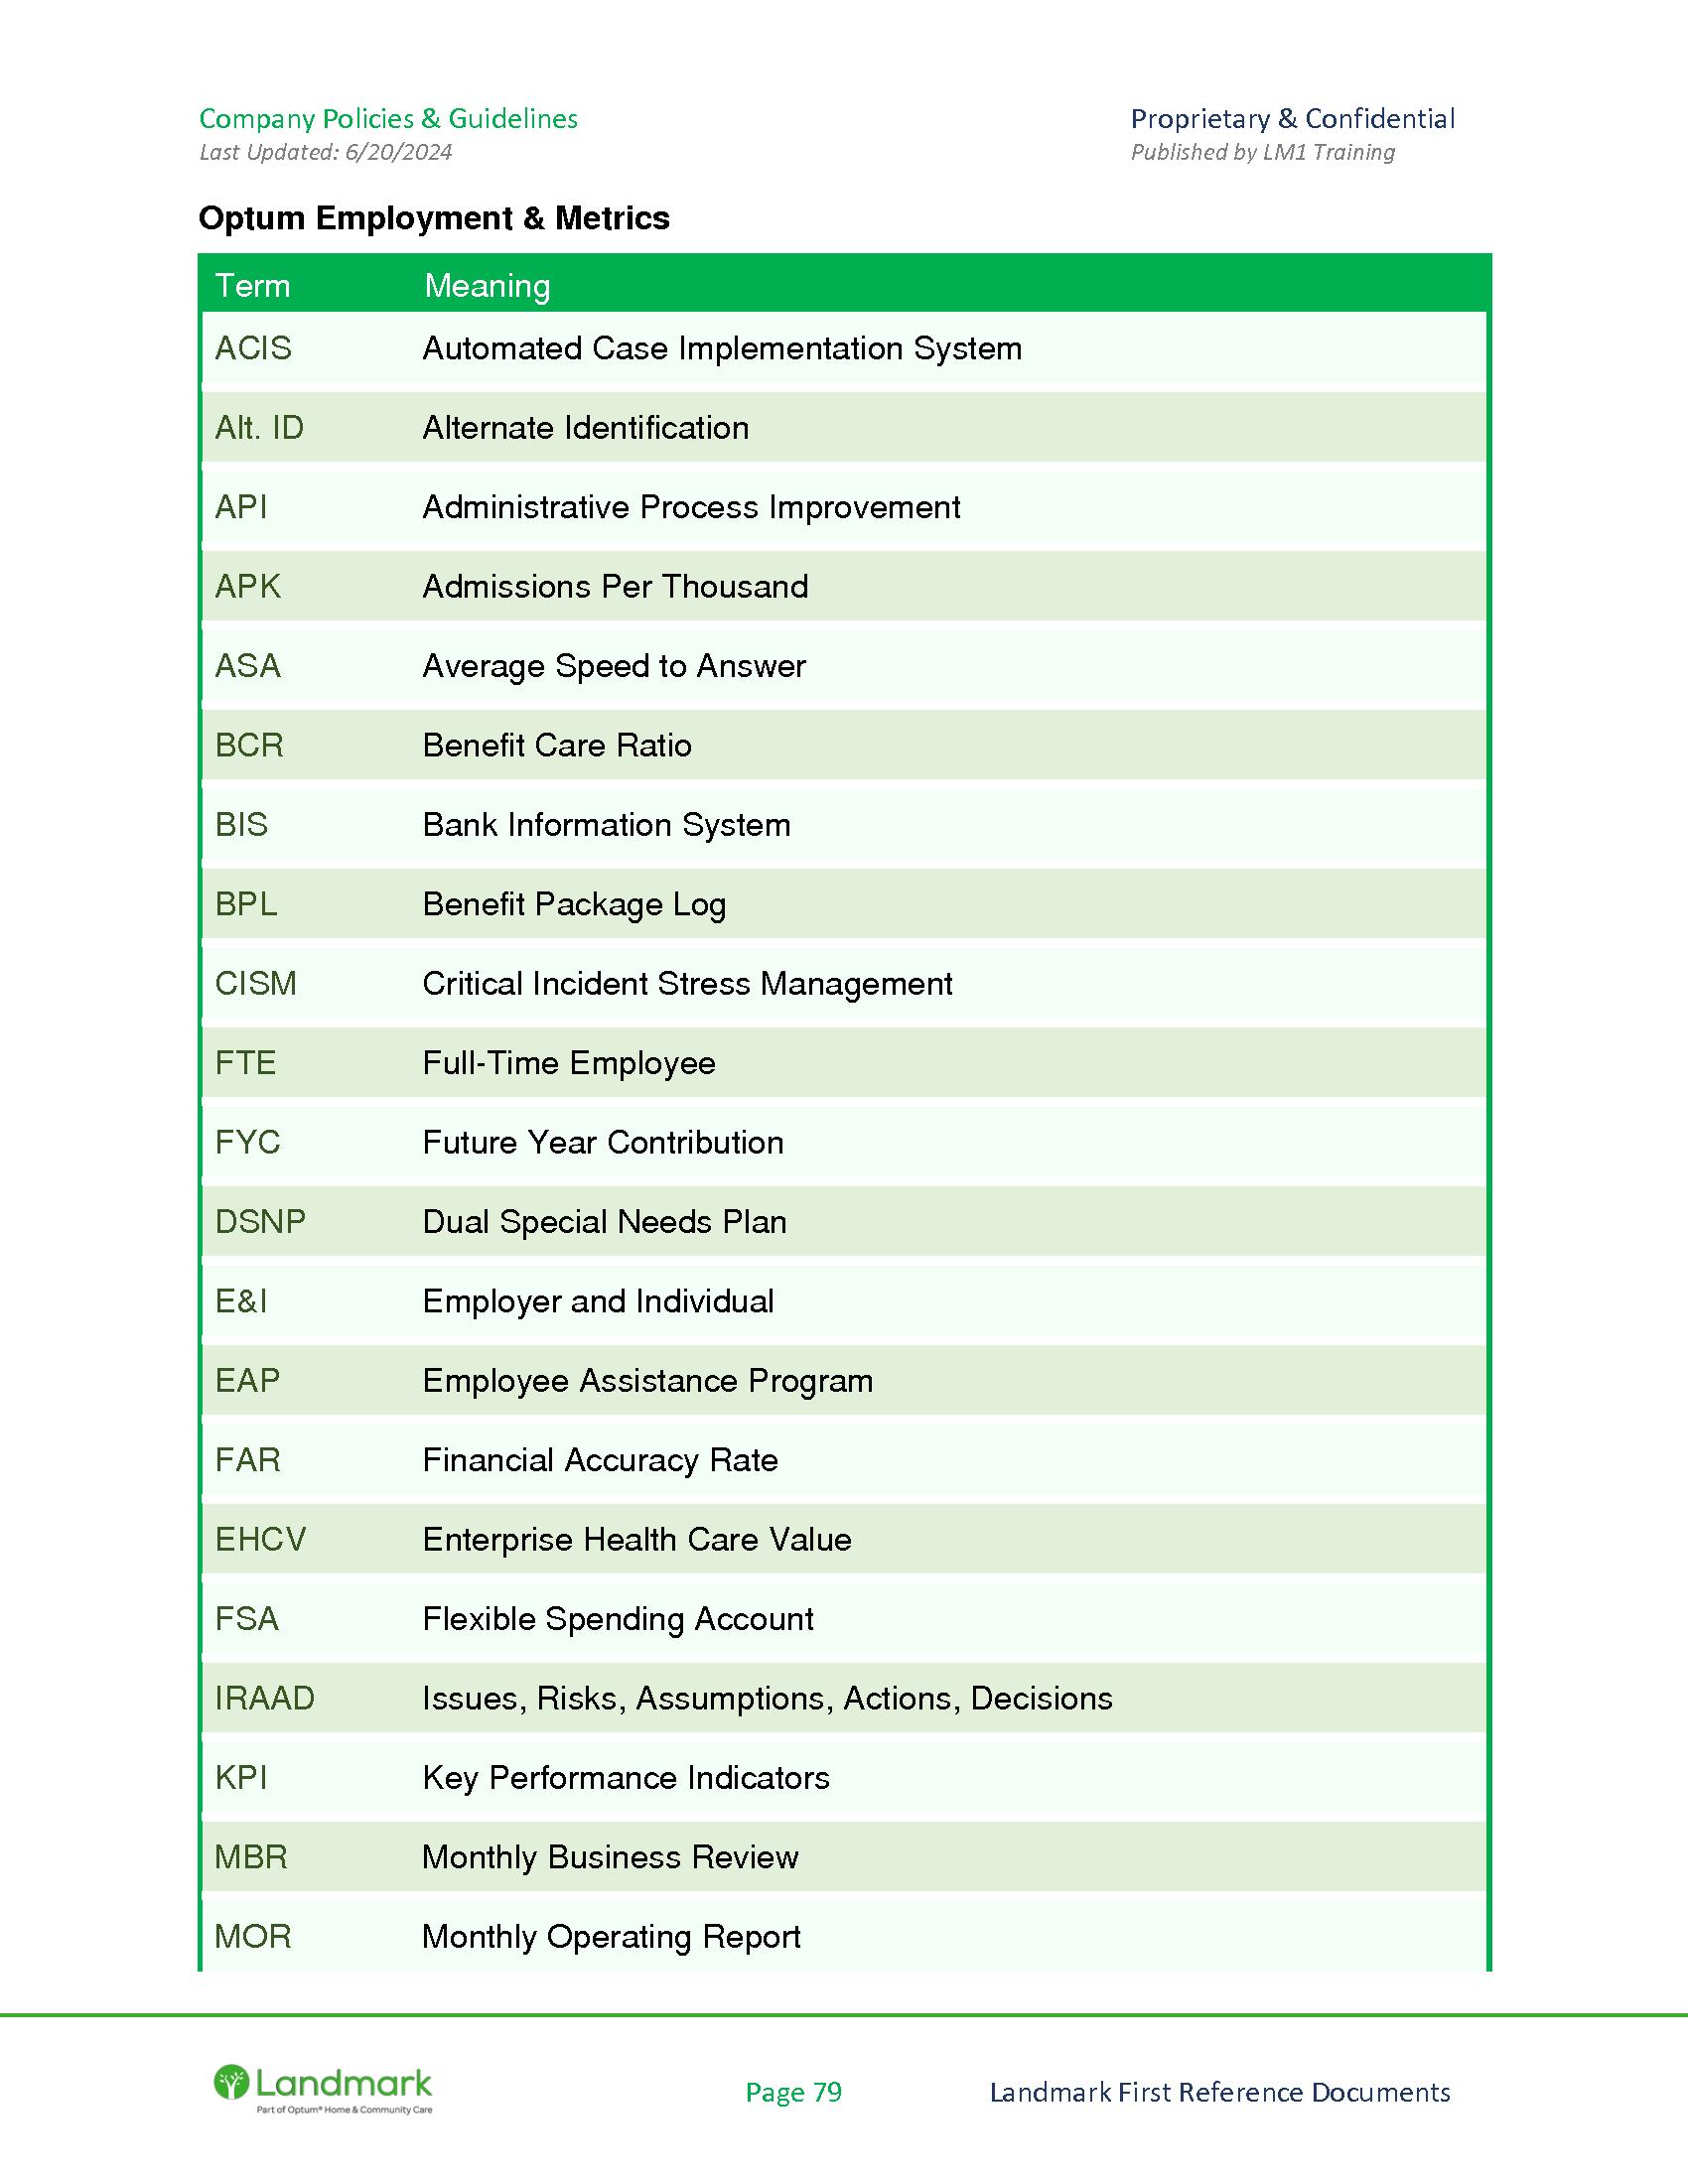 Company Policies & Guidelines Proprietary & Confidential
Last Updated: 6/20/2024 Published by LM1 Training
Optum Employment & Metrics
Term Meaning
ACIS Automated Case Implementation System
Alt. ID Alternate Identification
API Administrative Process Improvement
APK Admissions Per Thousand
ASA Average Speed to Answer
BCR Benefit Care Ratio
BIS Bank Information System
BPL Benefit Package Log
CISM Critical Incident Stress Management
FTE Full-Time Employee
FYC Future Year Contribution
DSNP Dual Special Needs Plan
E&I Employer and Individual
EAP Employee Assistance Program
FAR Financial Accuracy Rate
EHCV Enterprise Health Care Value
FSA Flexible Spending Account
IRAAD Issues, Risks, Assumptions, Actions, Decisions
KPI Key Performance Indicators
MBR Monthly Business Review
MOR Monthly Operating Report
Landmark
Part of Optum® Home & Community Care
Page 79 Landmark First Reference Documents